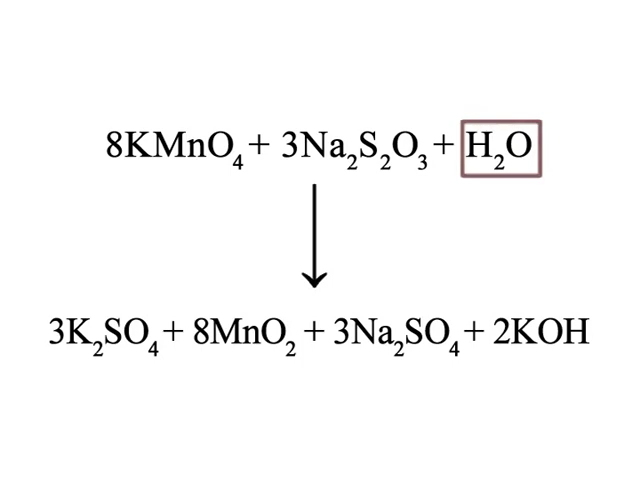 8KMnO₄ + 3Na₂S₂O₃ + H₂O
3K₂SO₄ + 8MnO₂ + 3Na₂SO₄ + 2KOH